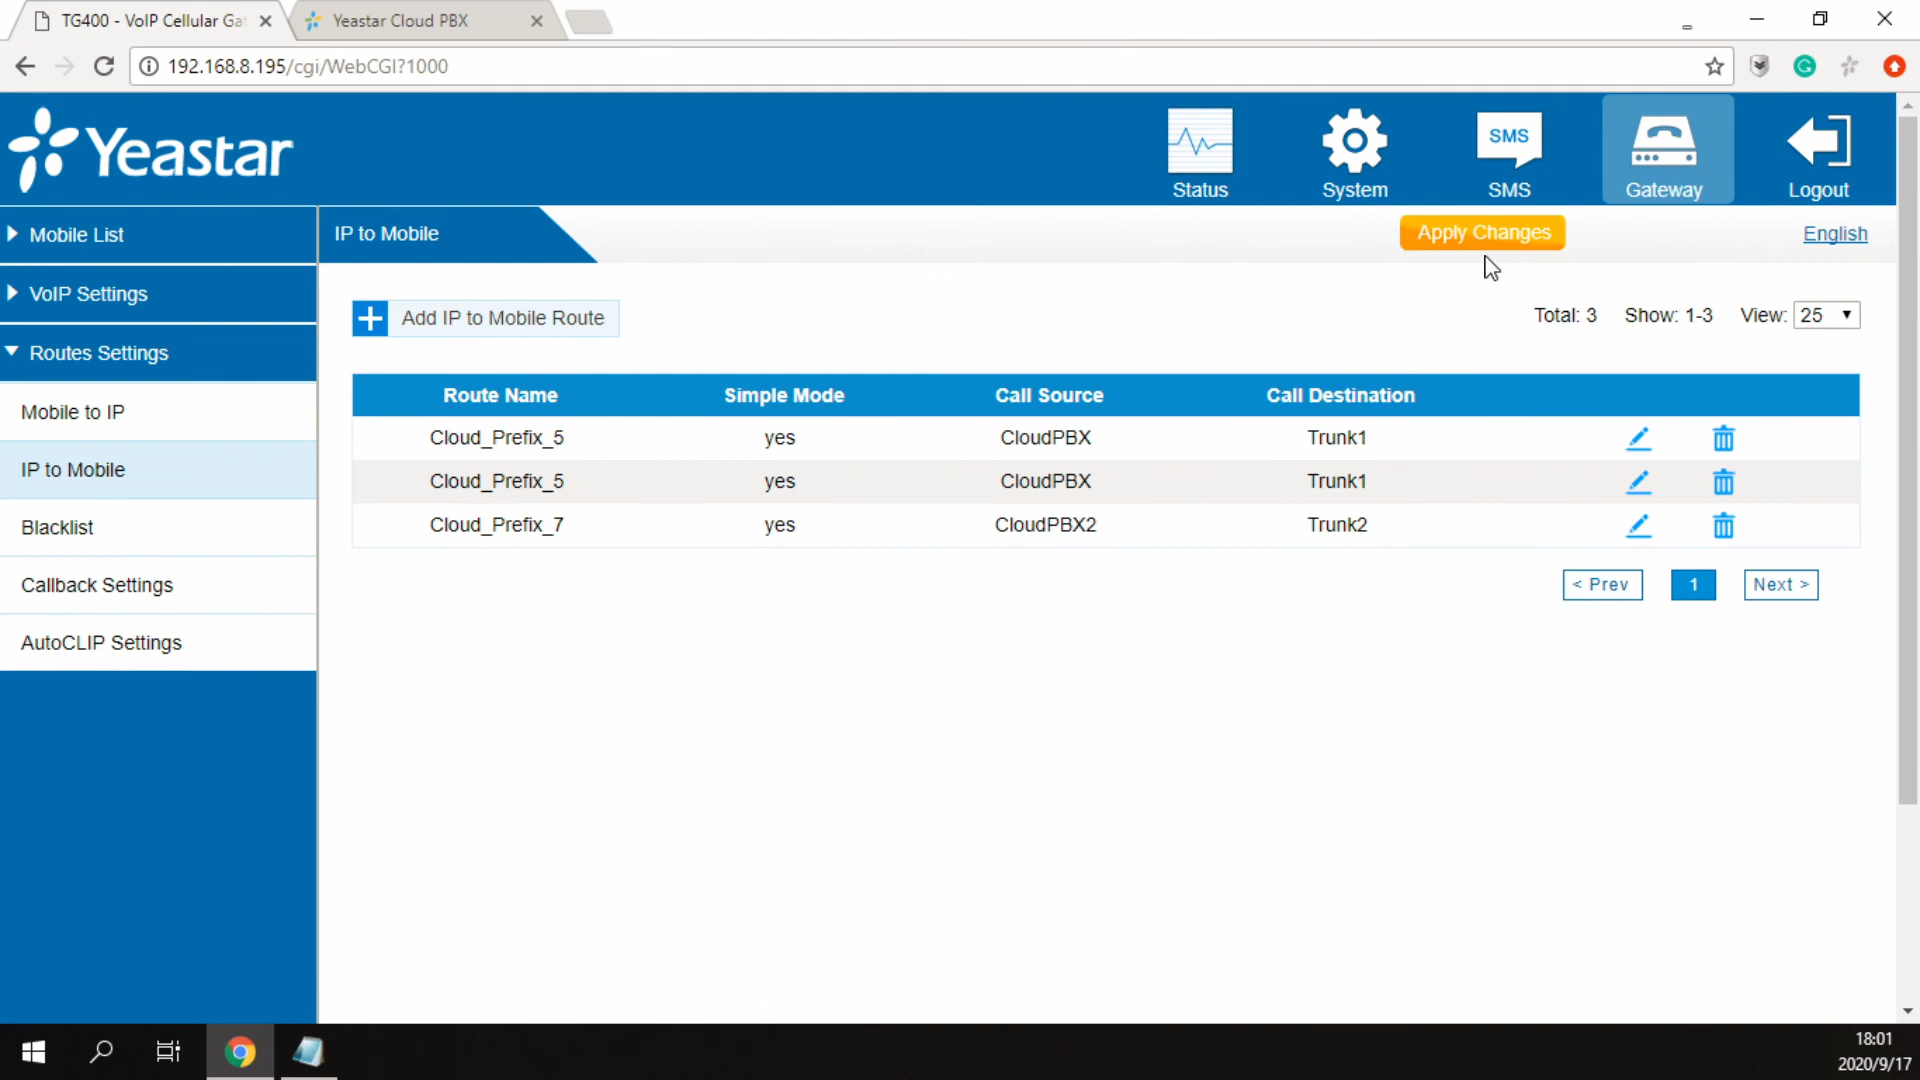 TG400 - VoIP Cellular Gat
Yeastar Cloud PBX
192.168.8.195/cgi/WebCGI?1000
Yeastar
Status
System
SMS
SMS
Gateway
Logout
Mobile List
VoIP Settings
Routes Settings
Mobile to IP
IP to Mobile
Blacklist
Callback Settings
AutoCLIP Settings
IP to Mobile
Apply Changes
English
Add IP to Mobile Route
Total: 3 Show: 1-3 View: 25
Route Name Simple Mode Call Source Call Destination
Cloud_Prefix_5 yes CloudPBX Trunk1
Cloud_Prefix_5 yes CloudPBX Trunk1
Cloud_Prefix_7 yes CloudPBX2 Trunk2
< Prev 1 Next >
18:01
2020/9/17